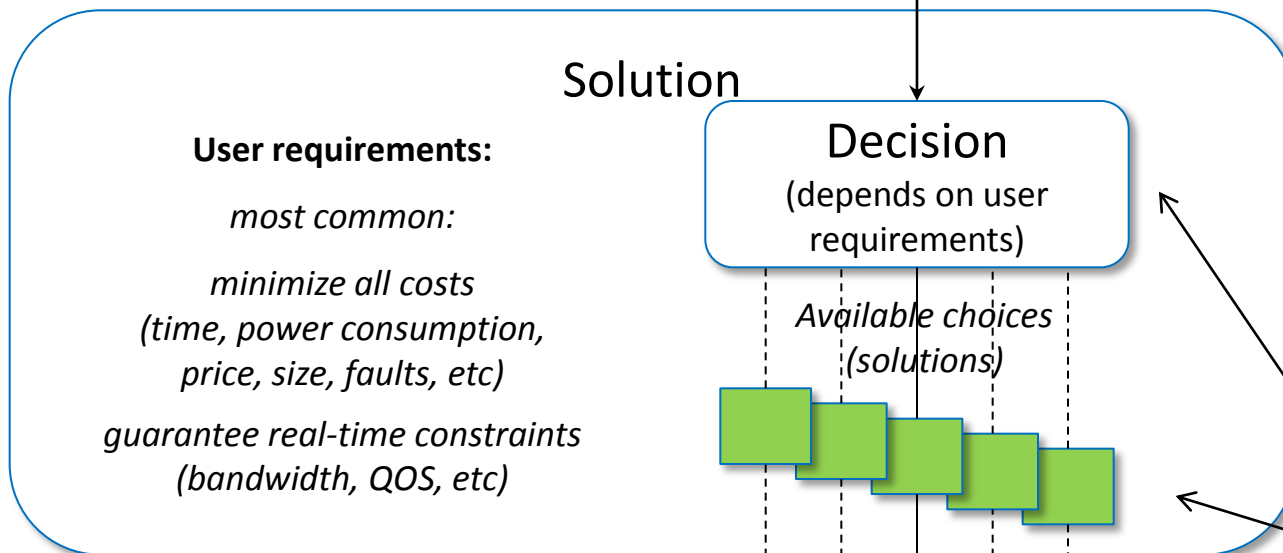 Solution
User requirements:
most common:
minimize all costs
(time, power consumption,
price, size, faults, etc)
guarantee real-time constraints
(bandwidth, QOS, etc)
Decision
(depends on user
requirements)
Available choices
(solutions)